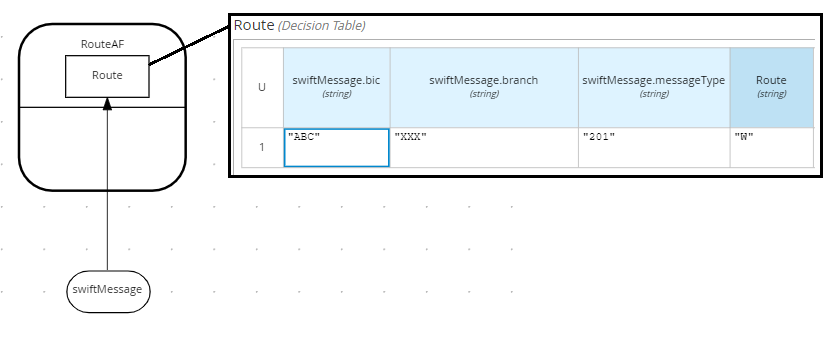 RouteAF
Route
swiftMessage
Route (Decision Table)
U swiftMessage.bic (string) swiftMessage.branch (string) swiftMessage.messageType (string) Route (string)
1 "ABC" "XXX" "201" "W"